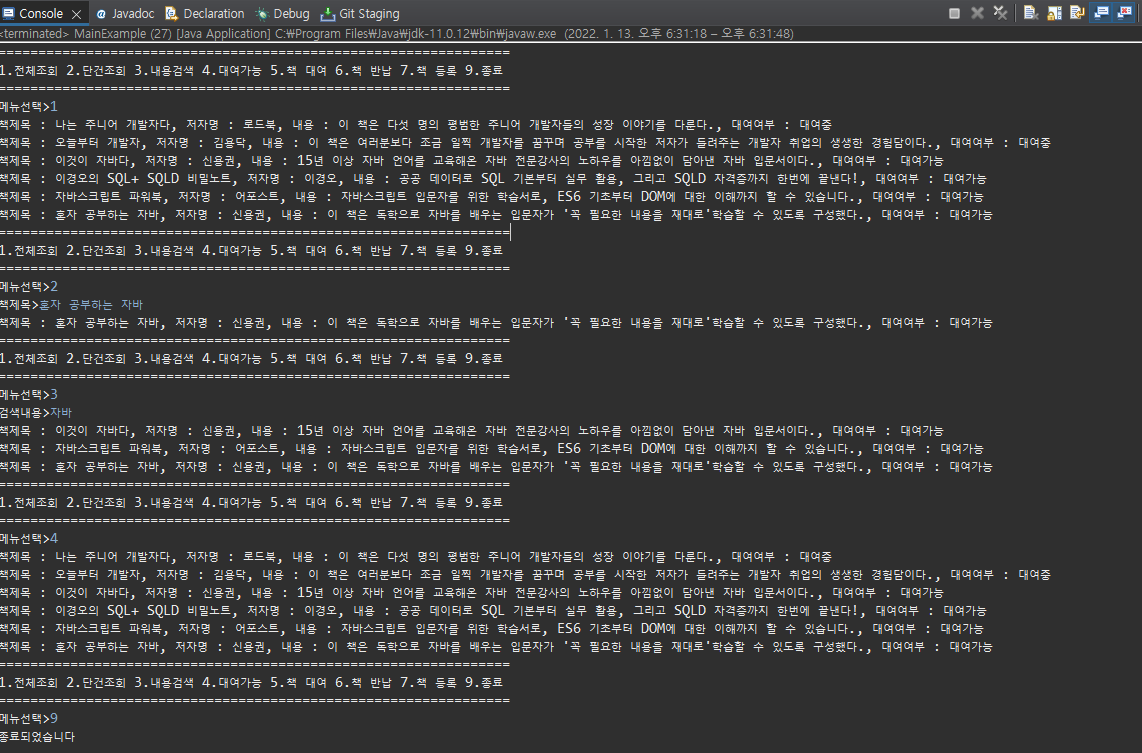 Console Javadoc Declaration Debug Git Staging
<terminated> MainExample (27) [Java Application] C:₩Program Files₩Java₩jdk-11.0.12₩bin₩javaw.exe (2022. 1. 13. 오후 6:31:18 – 오후 6:31:48)
====================================================================
1.전체조회 2.단건조회 3.내용검색 4.대여가능 5.책 대여 6.책 반납 7.책 등록 9.종료
====================================================================
메뉴선택>1
책제목 : 나는 주니어 개발자다, 저자명 : 로드북, 내용 : 이 책은 다섯 명의 평범한 주니어 개발자들의 성장 이야기를 다룬다., 대여여부 : 대여중
책제목 : 오늘부터 개발자, 저자명 : 김용닥, 내용 : 이 책은 여러분보다 조금 일찍 개발자를 꿈꾸며 공부를 시작한 저자가 들려주는 개발자 취업의 생생한 경험담이다., 대여여부 : 대여중
책제목 : 이것이 자바다, 저자명 : 신용권, 내용 : 15년 이상 자바 언어를 교육해온 자바 전문강사의 노하우를 아낌없이 담아낸 자바 입문서이다., 대여여부 : 대여가능
책제목 : 이경오의 SQL+ SQLD 비밀노트, 저자명 : 이경오, 내용 : 공공 데이터로 SQL 기본부터 실무 활용, 그리고 SQLD 자격증까지 한번에 끝낸다!, 대여여부 : 대여가능
책제목 : 자바스크립트 파워북, 저자명 : 어포스트, 내용 : 자바스크립트 입문자를 위한 학습서로, ES6 기초부터 DOM에 대한 이해까지 할 수 있습니다., 대여여부 : 대여가능
책제목 : 혼자 공부하는 자바, 저자명 : 신용권, 내용 : 이 책은 독학으로 자바를 배우는 입문자가 '꼭 필요한 내용을 재대로'학습할 수 있도록 구성했다., 대여여부 : 대여가능
====================================================================
1.전체조회 2.단건조회 3.내용검색 4.대여가능 5.책 대여 6.책 반납 7.책 등록 9.종료
====================================================================
메뉴선택>2
책제목>혼자 공부하는 자바
책제목 : 혼자 공부하는 자바, 저자명 : 신용권, 내용 : 이 책은 독학으로 자바를 배우는 입문자가 '꼭 필요한 내용을 재대로'학습할 수 있도록 구성했다., 대여여부 : 대여가능
====================================================================
1.전체조회 2.단건조회 3.내용검색 4.대여가능 5.책 대여 6.책 반납 7.책 등록 9.종료
====================================================================
메뉴선택>3
검색내용>자바
책제목 : 이것이 자바다, 저자명 : 신용권, 내용 : 15년 이상 자바 언어를 교육해온 자바 전문강사의 노하우를 아낌없이 담아낸 자바 입문서이다., 대여여부 : 대여가능
책제목 : 자바스크립트 파워북, 저자명 : 어포스트, 내용 : 자바스크립트 입문자를 위한 학습서로, ES6 기초부터 DOM에 대한 이해까지 할 수 있습니다., 대여여부 : 대여가능
책제목 : 혼자 공부하는 자바, 저자명 : 신용권, 내용 : 이 책은 독학으로 자바를 배우는 입문자가 '꼭 필요한 내용을 재대로'학습할 수 있도록 구성했다., 대여여부 : 대여가능
====================================================================
1.전체조회 2.단건조회 3.내용검색 4.대여가능 5.책 대여 6.책 반납 7.책 등록 9.종료
====================================================================
메뉴선택>4
책제목 : 나는 주니어 개발자다, 저자명 : 로드북, 내용 : 이 책은 다섯 명의 평범한 주니어 개발자들의 성장 이야기를 다룬다., 대여여부 : 대여중
책제목 : 오늘부터 개발자, 저자명 : 김용닥, 내용 : 이 책은 여러분보다 조금 일찍 개발자를 꿈꾸며 공부를 시작한 저자가 들려주는 개발자 취업의 생생한 경험담이다., 대여여부 : 대여중
책제목 : 이것이 자바다, 저자명 : 신용권, 내용 : 15년 이상 자바 언어를 교육해온 자바 전문강사의 노하우를 아낌없이 담아낸 자바 입문서이다., 대여여부 : 대여가능
책제목 : 이경오의 SQL+ SQLD 비밀노트, 저자명 : 이경오, 내용 : 공공 데이터로 SQL 기본부터 실무 활용, 그리고 SQLD 자격증까지 한번에 끝낸다!, 대여여부 : 대여가능
책제목 : 자바스크립트 파워북, 저자명 : 어포스트, 내용 : 자바스크립트 입문자를 위한 학습서로, ES6 기초부터 DOM에 대한 이해까지 할 수 있습니다., 대여여부 : 대여가능
책제목 : 혼자 공부하는 자바, 저자명 : 신용권, 내용 : 이 책은 독학으로 자바를 배우는 입문자가 '꼭 필요한 내용을 재대로'학습할 수 있도록 구성했다., 대여여부 : 대여가능
====================================================================
1.전체조회 2.단건조회 3.내용검색 4.대여가능 5.책 대여 6.책 반납 7.책 등록 9.종료
====================================================================
메뉴선택>9
종료되었습니다